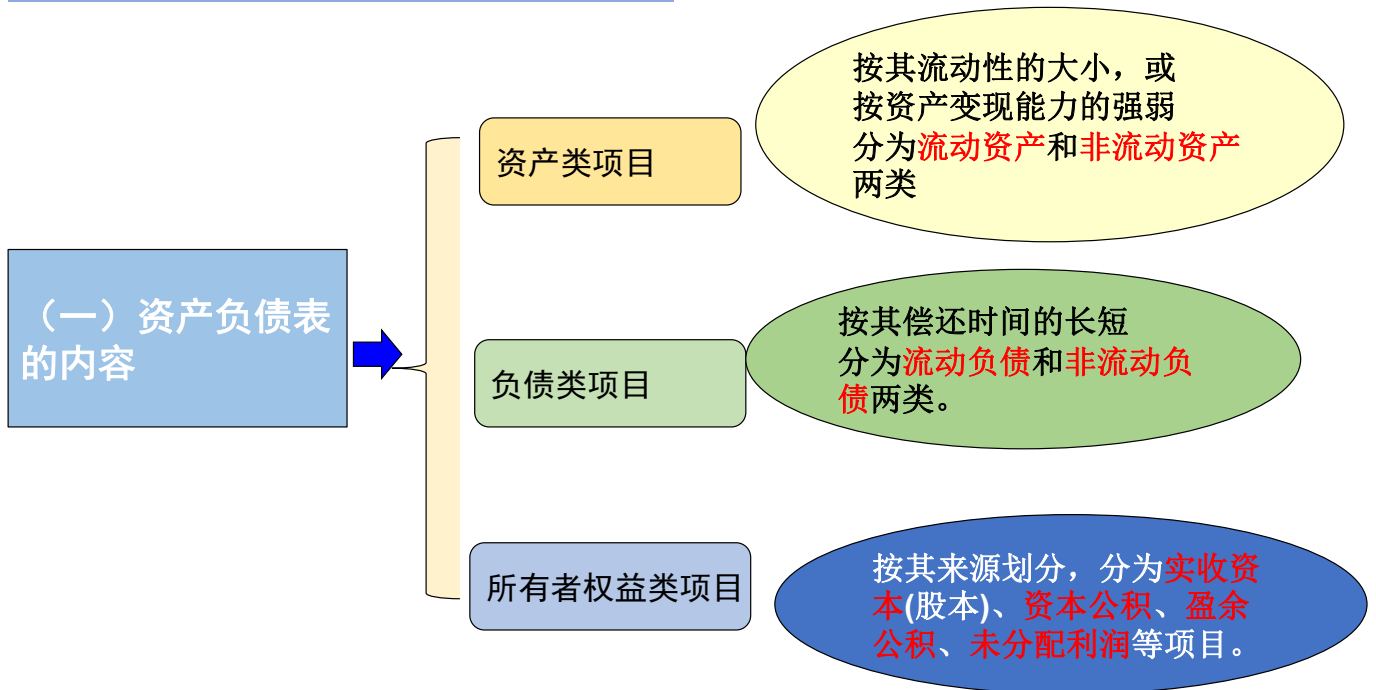 （一）资产负债表
的内容
资产类项目
按其流动性的大小，或
按资产变现能力的强弱
分为流动资产和非流动资产
两类
负债类项目
按其偿还时间的长短
分为流动负债和非流动负
债两类。
所有者权益类项目
按其来源划分，分为实收资
本(股本)、资本公积、盈余
公积、未分配利润等项目。